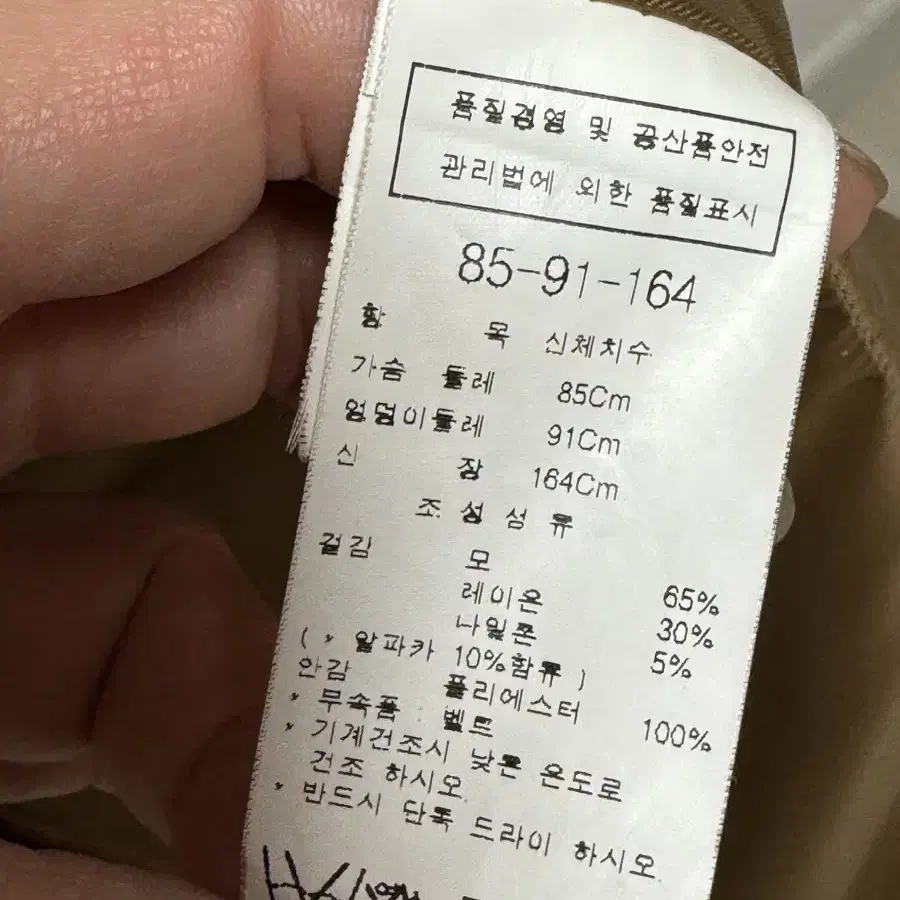 품질경영 및 공산품안전
관리법에 의한 품질표시
85-91-164
항 목 신체치수
가슴 둘레 85Cm
엉덩이둘레 91Cm
신 장 164Cm
조 성 섬 유
겉감 모 65%
레이온 30%
나일론 5%
( * 알파카 10%함유 )
안감 폴리에스터 100%
* 부속품 : 벨트
* 기계건조시 낮은 온도로
건조 하시오.
* 반드시 단독 드라이 하시오.